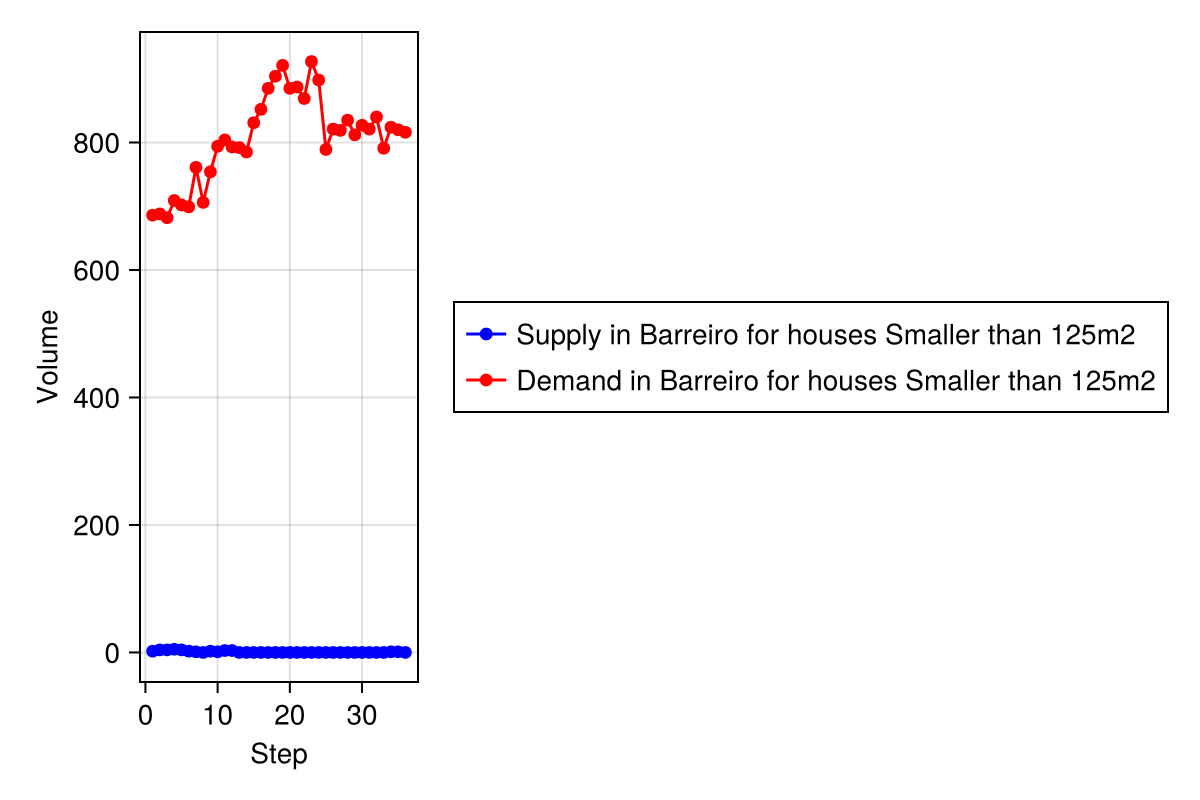 800
600
400
200
0
Volume
0 10 20 30
Step
Supply in Barreiro for houses Smaller than 125m2
Demand in Barreiro for houses Smaller than 125m2